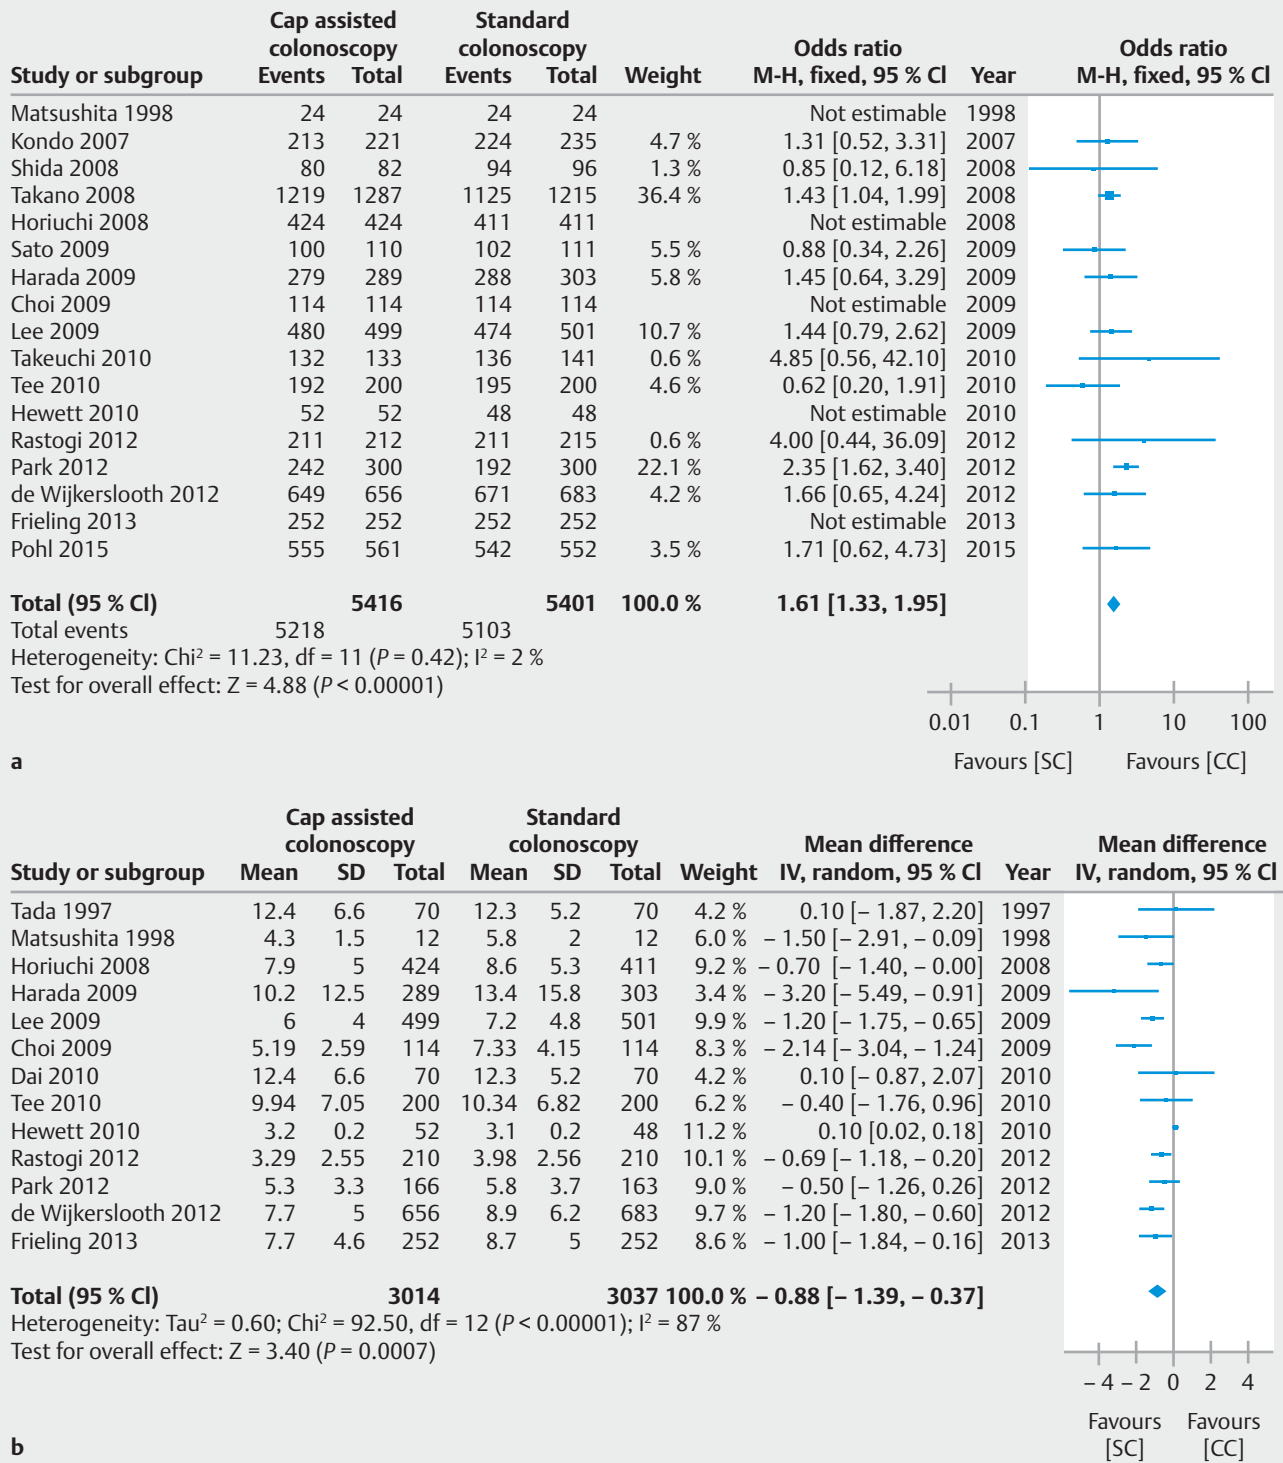 Cap assisted Standard
colonoscopy colonoscopy Odds ratio Odds ratio
Study or subgroup Events Total Events Total Weight M-H, fixed, 95 % CI Year M-H, fixed, 95 % CI
Matsushita 1998 24 24 24 24 Not estimable 1998
Kondo 2007 213 221 224 235 4.7 % 1.31 [0.52, 3.31] 2007
Shida 2008 80 82 94 96 1.3 % 0.85 [0.12, 6.18] 2008
Takano 2008 1219 1287 1125 1215 36.4 % 1.43 [1.04, 1.99] 2008
Horiuchi 2008 424 424 411 411 Not estimable 2008
Sato 2009 100 110 102 111 5.5 % 0.88 [0.34, 2.26] 2009
Harada 2009 279 289 288 303 5.8 % 1.45 [0.64, 3.29] 2009
Choi 2009 114 114 114 114 Not estimable 2009
Lee 2009 480 499 474 501 10.7 % 1.44 [0.79, 2.62] 2009
Takeuchi 2010 132 133 136 141 0.6 % 4.85 [0.56, 42.10] 2010
Tee 2010 192 200 195 200 4.6 % 0.62 [0.20, 1.91] 2010
Hewett 2010 52 52 48 48 Not estimable 2010
Rastogi 2012 211 212 211 215 0.6 % 4.00 [0.44, 36.09] 2012
Park 2012 242 300 192 300 22.1 % 2.35 [1.62, 3.40] 2012
de Wijkerslooth 2012 649 656 671 683 4.2 % 1.66 [0.65, 4.24] 2012
Frieling 2013 252 252 252 252 Not estimable 2013
Pohl 2015 555 561 542 552 3.5 % 1.71 [0.62, 4.73] 2015
Total (95 % CI) 5416 5401 100.0 % 1.61 [1.33, 1.95]
Total events 5218 5103
Heterogeneity: Chi² = 11.23, df = 11 (P = 0.42); I² = 2 %
Test for overall effect: Z = 4.88 (P < 0.00001)
0.01 0.1 1 10 100
Favours [SC] Favours [CC]
a
Cap assisted Standard
colonoscopy colonoscopy Mean difference Mean difference
Study or subgroup Mean SD Total Mean SD Total Weight IV, random, 95 % CI Year IV, random, 95 % CI
Tada 1997 12.4 6.6 70 12.3 5.2 70 4.2 % 0.10 [– 1.87, 2.20] 1997
Matsushita 1998 4.3 1.5 12 5.8 2 12 6.0 % – 1.50 [– 2.91, – 0.09] 1998
Horiuchi 2008 7.9 5 424 8.6 5.3 411 9.2 % – 0.70 [– 1.40, – 0.00] 2008
Harada 2009 10.2 12.5 289 13.4 15.8 303 3.4 % – 3.20 [– 5.49, – 0.91] 2009
Lee 2009 6 4 499 7.2 4.8 501 9.9 % – 1.20 [– 1.75, – 0.65] 2009
Choi 2009 5.19 2.59 114 7.33 4.15 114 8.3 % – 2.14 [– 3.04, – 1.24] 2009
Dai 2010 12.4 6.6 70 12.3 5.2 70 4.2 % 0.10 [– 0.87, 2.07] 2010
Tee 2010 9.94 7.05 200 10.34 6.82 200 6.2 % – 0.40 [– 1.76, 0.96] 2010
Hewett 2010 3.2 0.2 52 3.1 0.2 48 11.2 % 0.10 [0.02, 0.18] 2010
Rastogi 2012 3.29 2.55 210 3.98 2.56 210 10.1 % – 0.69 [– 1.18, – 0.20] 2012
Park 2012 5.3 3.3 166 5.8 3.7 163 9.0 % – 0.50 [– 1.26, 0.26] 2012
de Wijkerslooth 2012 7.7 5 656 8.9 6.2 683 9.7 % – 1.20 [– 1.80, – 0.60] 2012
Frieling 2013 7.7 4.6 252 8.7 5 252 8.6 % – 1.00 [– 1.84, – 0.16] 2013
Total (95 % CI) 3014 3037 100.0 % – 0.88 [– 1.39, – 0.37]
Heterogeneity: Tau² = 0.60; Chi² = 92.50, df = 12 (P < 0.00001); I² = 87 %
Test for overall effect: Z = 3.40 (P = 0.0007)
– 4 – 2 0 2 4
Favours Favours
[SC] [CC]
b